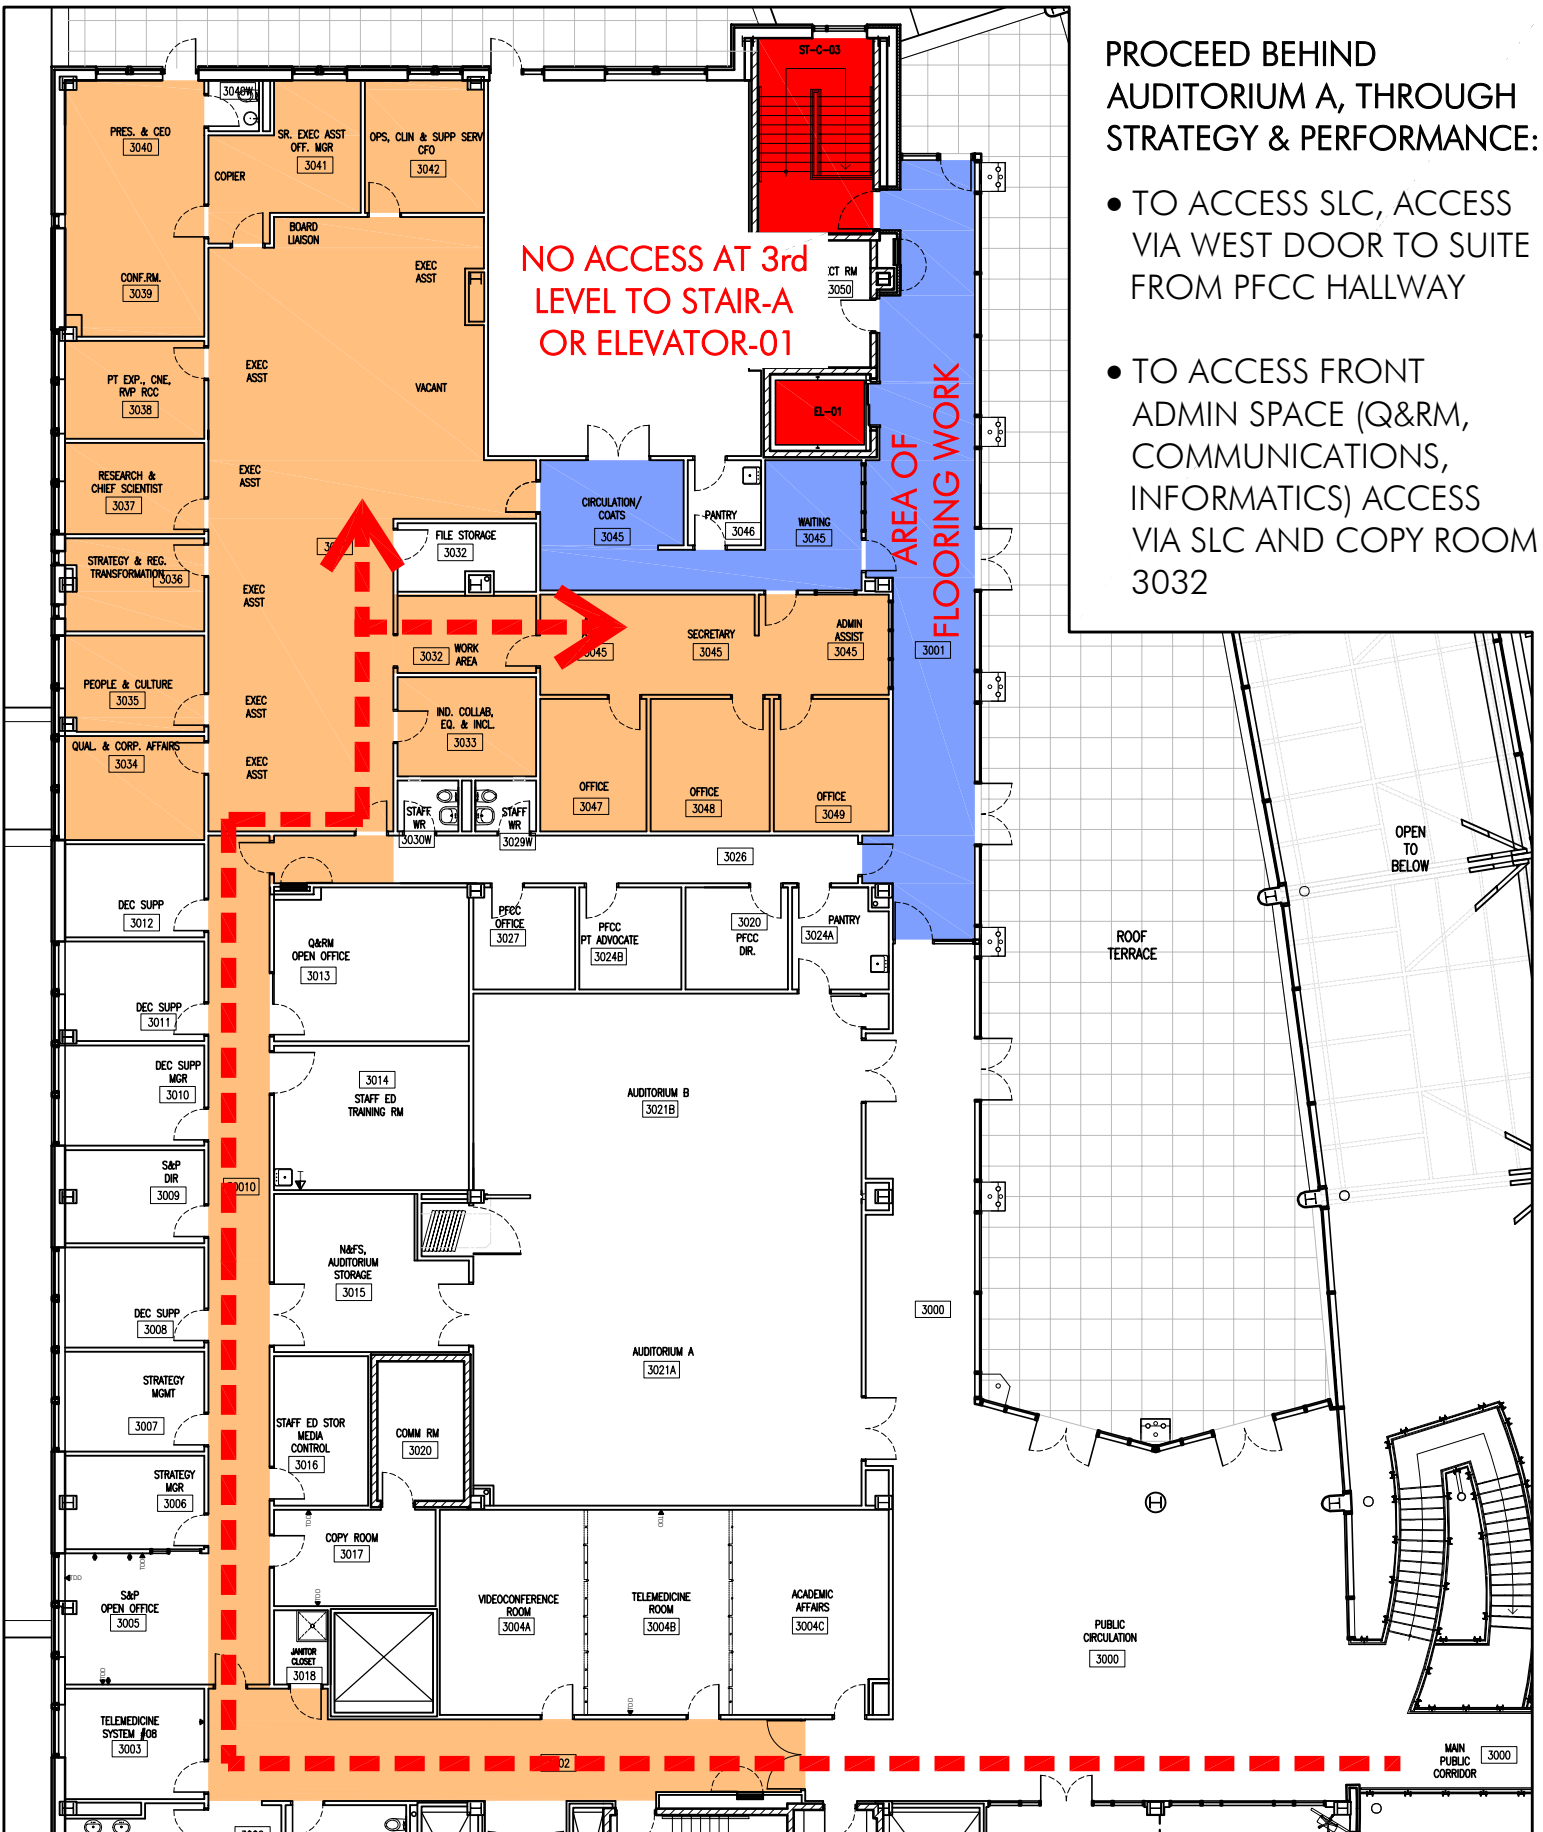 PROCEED BEHIND
AUDITORIUM A, THROUGH
STRATEGY & PERFORMANCE:
• TO ACCESS SLC, ACCESS
VIA WEST DOOR TO SUITE
FROM PFCC HALLWAY
• TO ACCESS FRONT
ADMIN SPACE (Q&RM,
COMMUNICATIONS,
INFORMATICS) ACCESS
VIA SLC AND COPY ROOM
3032
ST-C-03
NO ACCESS AT 3rd
LEVEL TO STAIR-A
OR ELEVATOR-01
3050
EL-01
AREA OF
FLOORING WORK
3001
PRES. & CEO
3040
3040W
COPIER
SR. EXEC ASST
OFF. MGR
3041
OPS, CLIN & SUPP SERV
CFO
3042
BOARD
LIAISON
EXEC
ASST
CONF.RM.
3039
EXEC
ASST
VACANT
PT EXP., CNE,
RVP RCC
3038
RESEARCH &
CHIEF SCIENTIST
3037
EXEC
ASST
CIRCULATION/
COATS
3045
PANTRY
3046
WAITING
3045
FILE STORAGE
3032
STRATEGY & REG.
TRANSFORMATION
3036
EXEC
ASST
3032
WORK
AREA
SECRETARY
3045
ADMIN
ASSIST
3045
PEOPLE & CULTURE
3035
EXEC
ASST
IND. COLLAB,
EQ. & INCL.
3033
QUAL. & CORP. AFFAIRS
3034
EXEC
ASST
STAFF
WR
3030W
STAFF
WR
3029W
OFFICE
3047
OFFICE
3048
OFFICE
3049
3026
OPEN
TO
BELOW
DEC SUPP
3012
Q&RM
OPEN OFFICE
3013
PFCC
OFFICE
3027
PFCC
PT ADVOCATE
3024B
3020
PFCC
DIR.
PANTRY
3024A
ROOF
TERRACE
DEC SUPP
3011
DEC SUPP
MGR
3010
3014
STAFF ED
TRAINING RM
AUDITORIUM B
3021B
S&P
DIR
3009
N&FS,
AUDITORIUM
STORAGE
3015
3000
DEC SUPP
3008
AUDITORIUM A
3021A
STRATEGY
MGMT
3007
STAFF ED STOR
MEDIA
CONTROL
3016
COMM RM
3020
STRATEGY
MGR
3006
COPY ROOM
3017
TDD
TDD
TDD
TDD
TDD
TDD
TDD
S&P
OPEN OFFICE
3005
JANITOR
CLOSET
3018
VIDEOCONFERENCE
ROOM
3004A
TELEMEDICINE
ROOM
3004B
ACADEMIC
AFFAIRS
3004C
PUBLIC
CIRCULATION
3000
TELEMEDICINE
SYSTEM #08
3003
MAIN
PUBLIC
CORRIDOR
3000